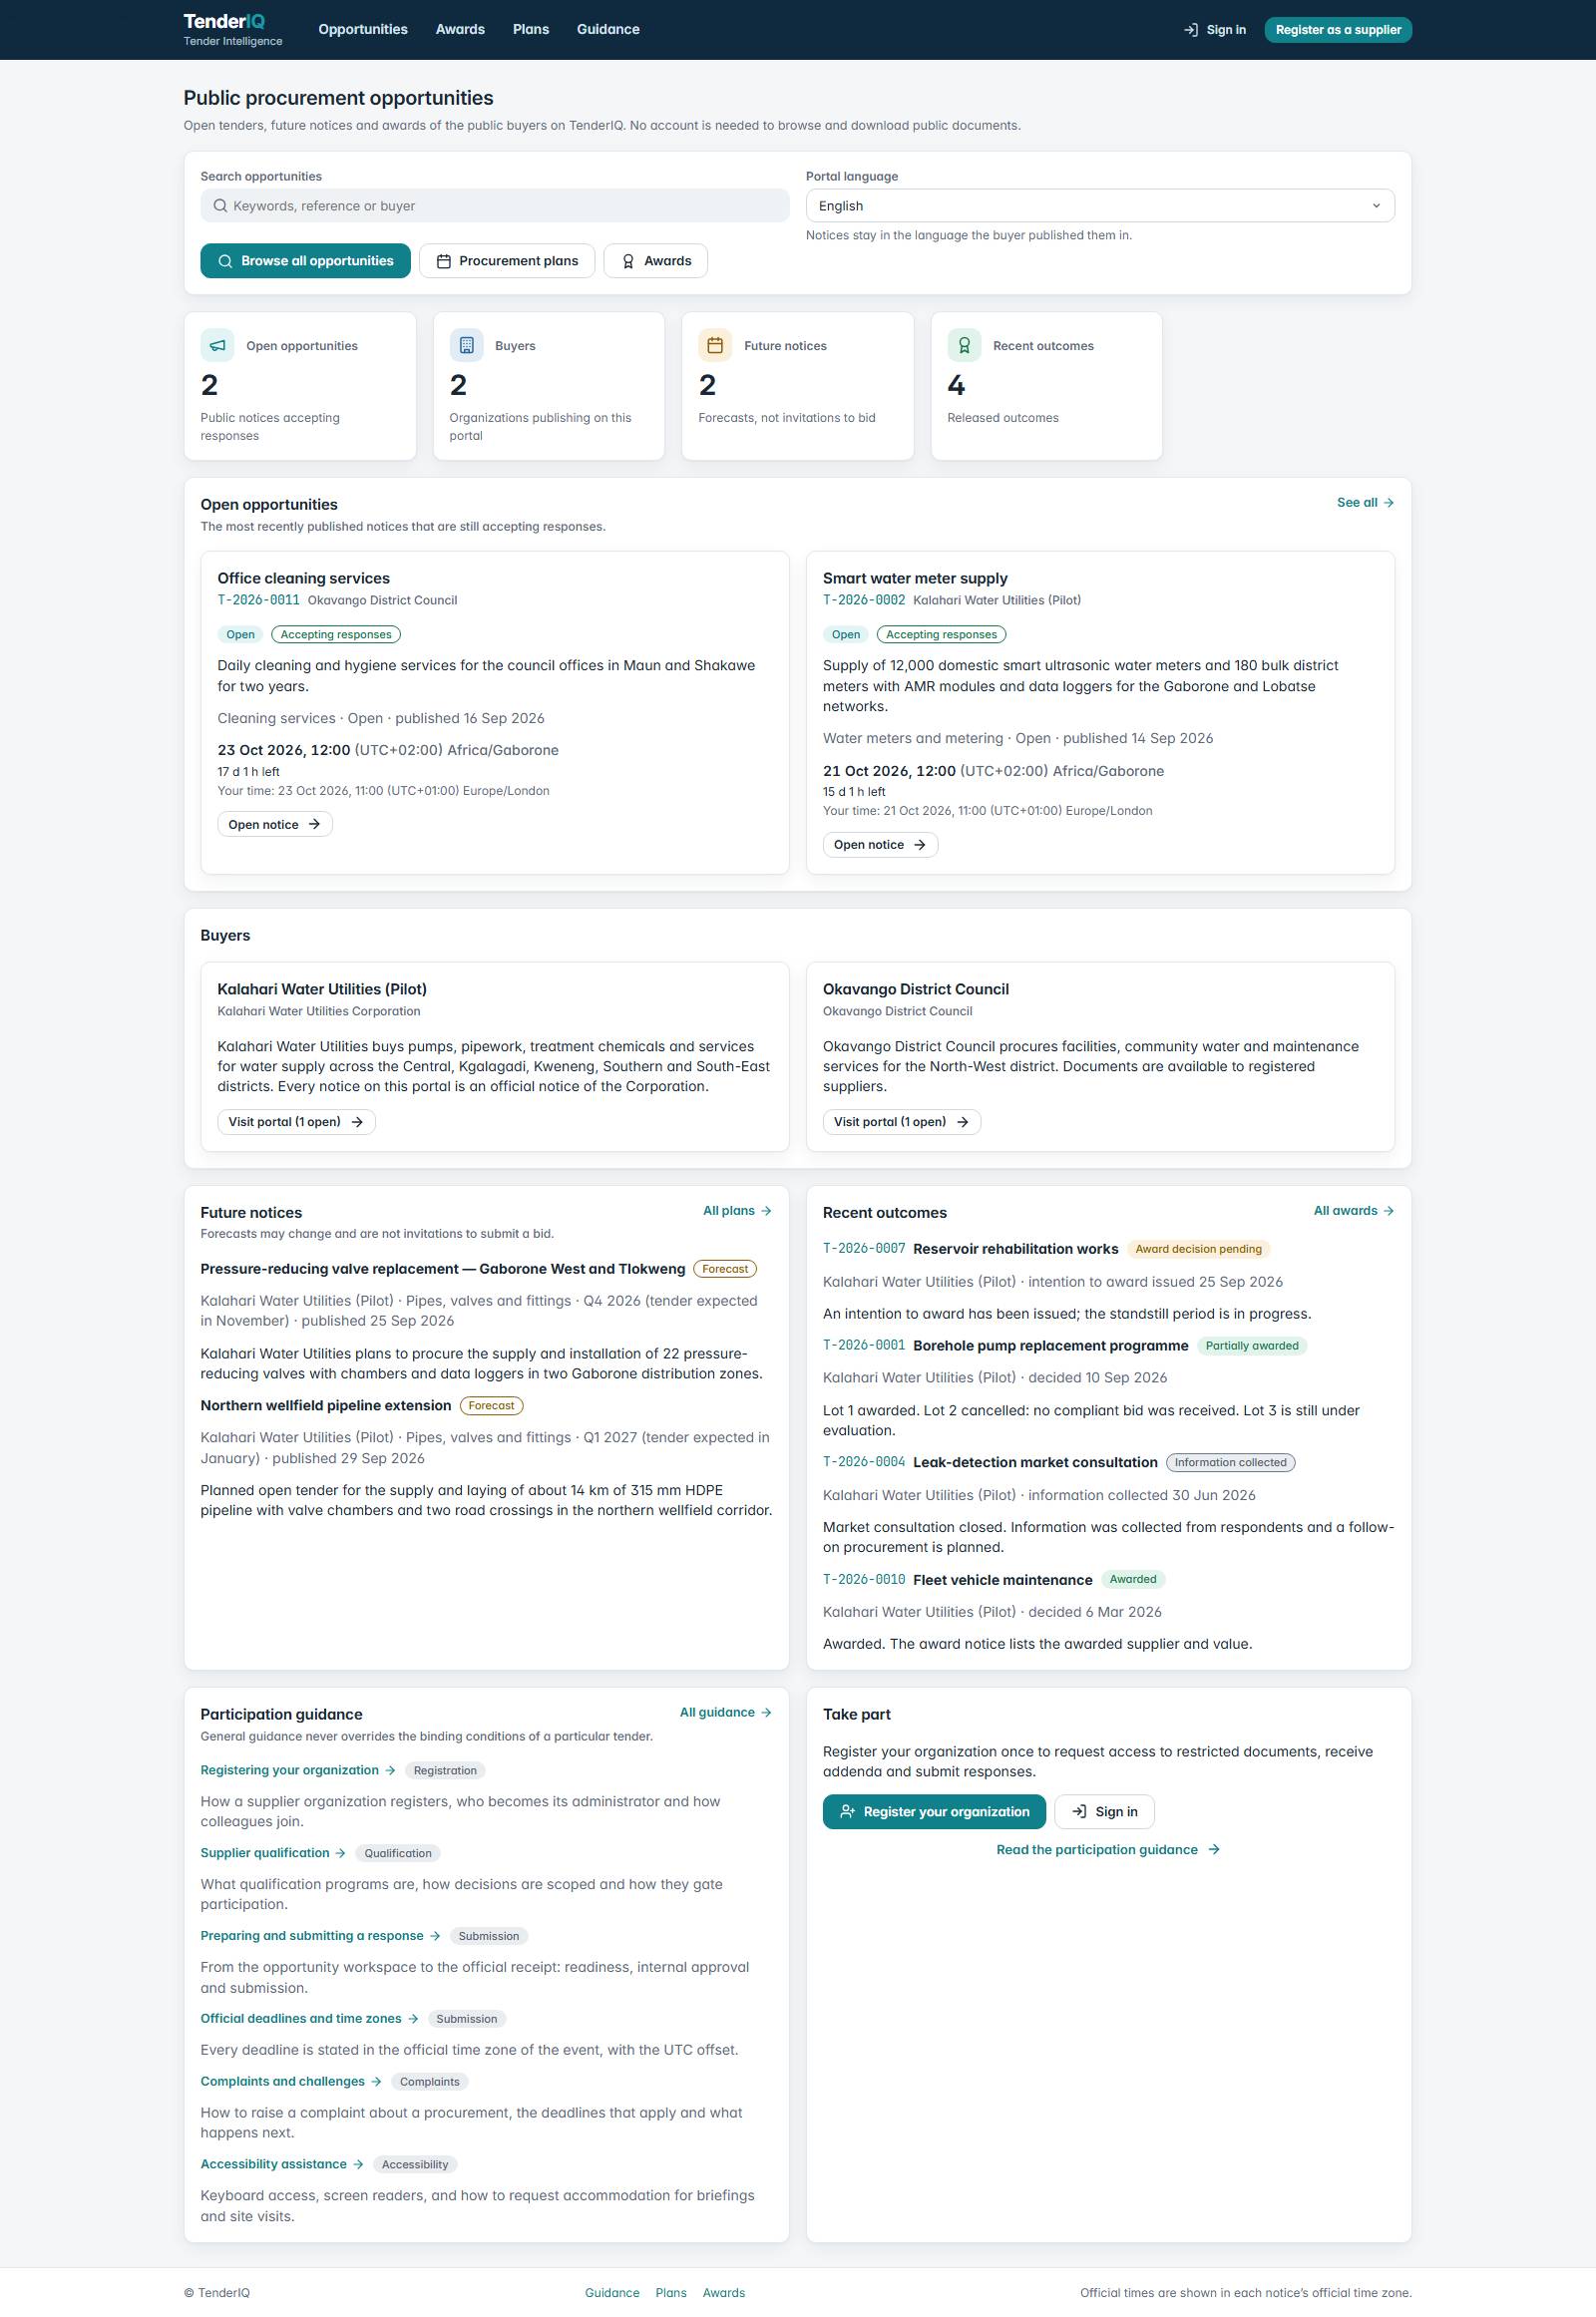 TenderIQ
Tender Intelligence
Opportunities
Awards
Plans
Guidance
Sign in
Register as a supplier
Public procurement opportunities
Open tenders, future notices and awards of the public buyers on TenderIQ. No account is needed to browse and download public documents.
Search opportunities
Keywords, reference or buyer
Portal language
English
Notices stay in the language the buyer published them in.
Browse all opportunities
Procurement plans
Awards
Open opportunities
2
Public notices accepting
responses
Buyers
2
Organizations publishing on this
portal
Future notices
2
Forecasts, not invitations to bid
Recent outcomes
4
Released outcomes
Open opportunities
See all
The most recently published notices that are still accepting responses.
Office cleaning services
T-2026-0011 Okavango District Council
Open Accepting responses
Daily cleaning and hygiene services for the council offices in Maun and Shakawe
for two years.
Cleaning services · Open · published 16 Sep 2026
23 Oct 2026, 12:00 (UTC+02:00) Africa/Gaborone
17 d 1 h left
Your time: 23 Oct 2026, 11:00 (UTC+01:00) Europe/London
Open notice
Smart water meter supply
T-2026-0002 Kalahari Water Utilities (Pilot)
Open Accepting responses
Supply of 12,000 domestic smart ultrasonic water meters and 180 bulk district
meters with AMR modules and data loggers for the Gaborone and Lobatse
networks.
Water meters and metering · Open · published 14 Sep 2026
21 Oct 2026, 12:00 (UTC+02:00) Africa/Gaborone
15 d 1 h left
Your time: 21 Oct 2026, 11:00 (UTC+01:00) Europe/London
Open notice
Buyers
Kalahari Water Utilities (Pilot)
Kalahari Water Utilities Corporation
Kalahari Water Utilities buys pumps, pipework, treatment chemicals and services
for water supply across the Central, Kgalagadi, Kweneng, Southern and South-East
districts. Every notice on this portal is an official notice of the Corporation.
Visit portal (1 open)
Okavango District Council
Okavango District Council
Okavango District Council procures facilities, community water and maintenance
services for the North-West district. Documents are available to registered
suppliers.
Visit portal (1 open)
Future notices
All plans
Forecasts may change and are not invitations to submit a bid.
Pressure-reducing valve replacement — Gaborone West and Tlokweng Forecast
Kalahari Water Utilities (Pilot) · Pipes, valves and fittings · Q4 2026 (tender expected
in November) · published 25 Sep 2026
Kalahari Water Utilities plans to procure the supply and installation of 22 pressure-
reducing valves with chambers and data loggers in two Gaborone distribution zones.
Northern wellfield pipeline extension Forecast
Kalahari Water Utilities (Pilot) · Pipes, valves and fittings · Q1 2027 (tender expected in
January) · published 29 Sep 2026
Planned open tender for the supply and laying of about 14 km of 315 mm HDPE
pipeline with valve chambers and two road crossings in the northern wellfield corridor.
Recent outcomes
All awards
T-2026-0007 Reservoir rehabilitation works Award decision pending
Kalahari Water Utilities (Pilot) · intention to award issued 25 Sep 2026
An intention to award has been issued; the standstill period is in progress.
T-2026-0001 Borehole pump replacement programme Partially awarded
Kalahari Water Utilities (Pilot) · decided 10 Sep 2026
Lot 1 awarded. Lot 2 cancelled: no compliant bid was received. Lot 3 is still under
evaluation.
T-2026-0004 Leak-detection market consultation Information collected
Kalahari Water Utilities (Pilot) · information collected 30 Jun 2026
Market consultation closed. Information was collected from respondents and a follow-
on procurement is planned.
T-2026-0010 Fleet vehicle maintenance Awarded
Kalahari Water Utilities (Pilot) · decided 6 Mar 2026
Awarded. The award notice lists the awarded supplier and value.
Participation guidance
All guidance
General guidance never overrides the binding conditions of a particular tender.
Registering your organization Registration
How a supplier organization registers, who becomes its administrator and how
colleagues join.
Supplier qualification Qualification
What qualification programs are, how decisions are scoped and how they gate
participation.
Preparing and submitting a response Submission
From the opportunity workspace to the official receipt: readiness, internal approval
and submission.
Official deadlines and time zones Submission
Every deadline is stated in the official time zone of the event, with the UTC offset.
Complaints and challenges Complaints
How to raise a complaint about a procurement, the deadlines that apply and what
happens next.
Accessibility assistance Accessibility
Keyboard access, screen readers, and how to request accommodation for briefings
and site visits.
Take part
Register your organization once to request access to restricted documents, receive
addenda and submit responses.
Register your organization
Sign in
Read the participation guidance
© TenderIQ
Guidance Plans Awards
Official times are shown in each notice's official time zone.